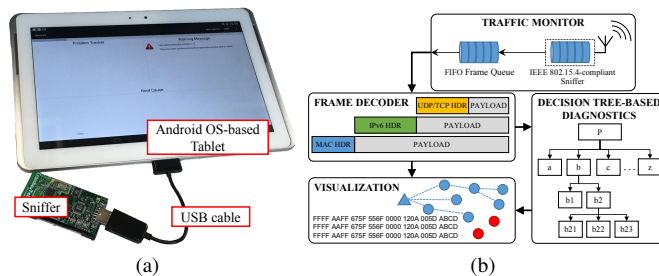 Problem Tracker
Warning Message
Root Cause
Android OS-based
Tablet
Sniffer
USB cable
(a)
TRAFFIC MONITOR
FIFO Frame Queue
IEEE 802.15.4-compliant
Sniffer
FRAME DECODER
UDP/TCP HDR PAYLOAD
IPv6 HDR PAYLOAD
MAC HDR PAYLOAD
DECISION TREE-BASED
DIAGNOSTICS
P
a b c ... z
b1 b2
b21 b22 b23
VISUALIZATION
FFFF AAFF 675F 556F 0000 120A 005D ABCD
FFFF AAFF 675F 556F 0000 120A 005D ABCD
FFFF AAFF 675F 556F 0000 120A 005D ABCD
(b)